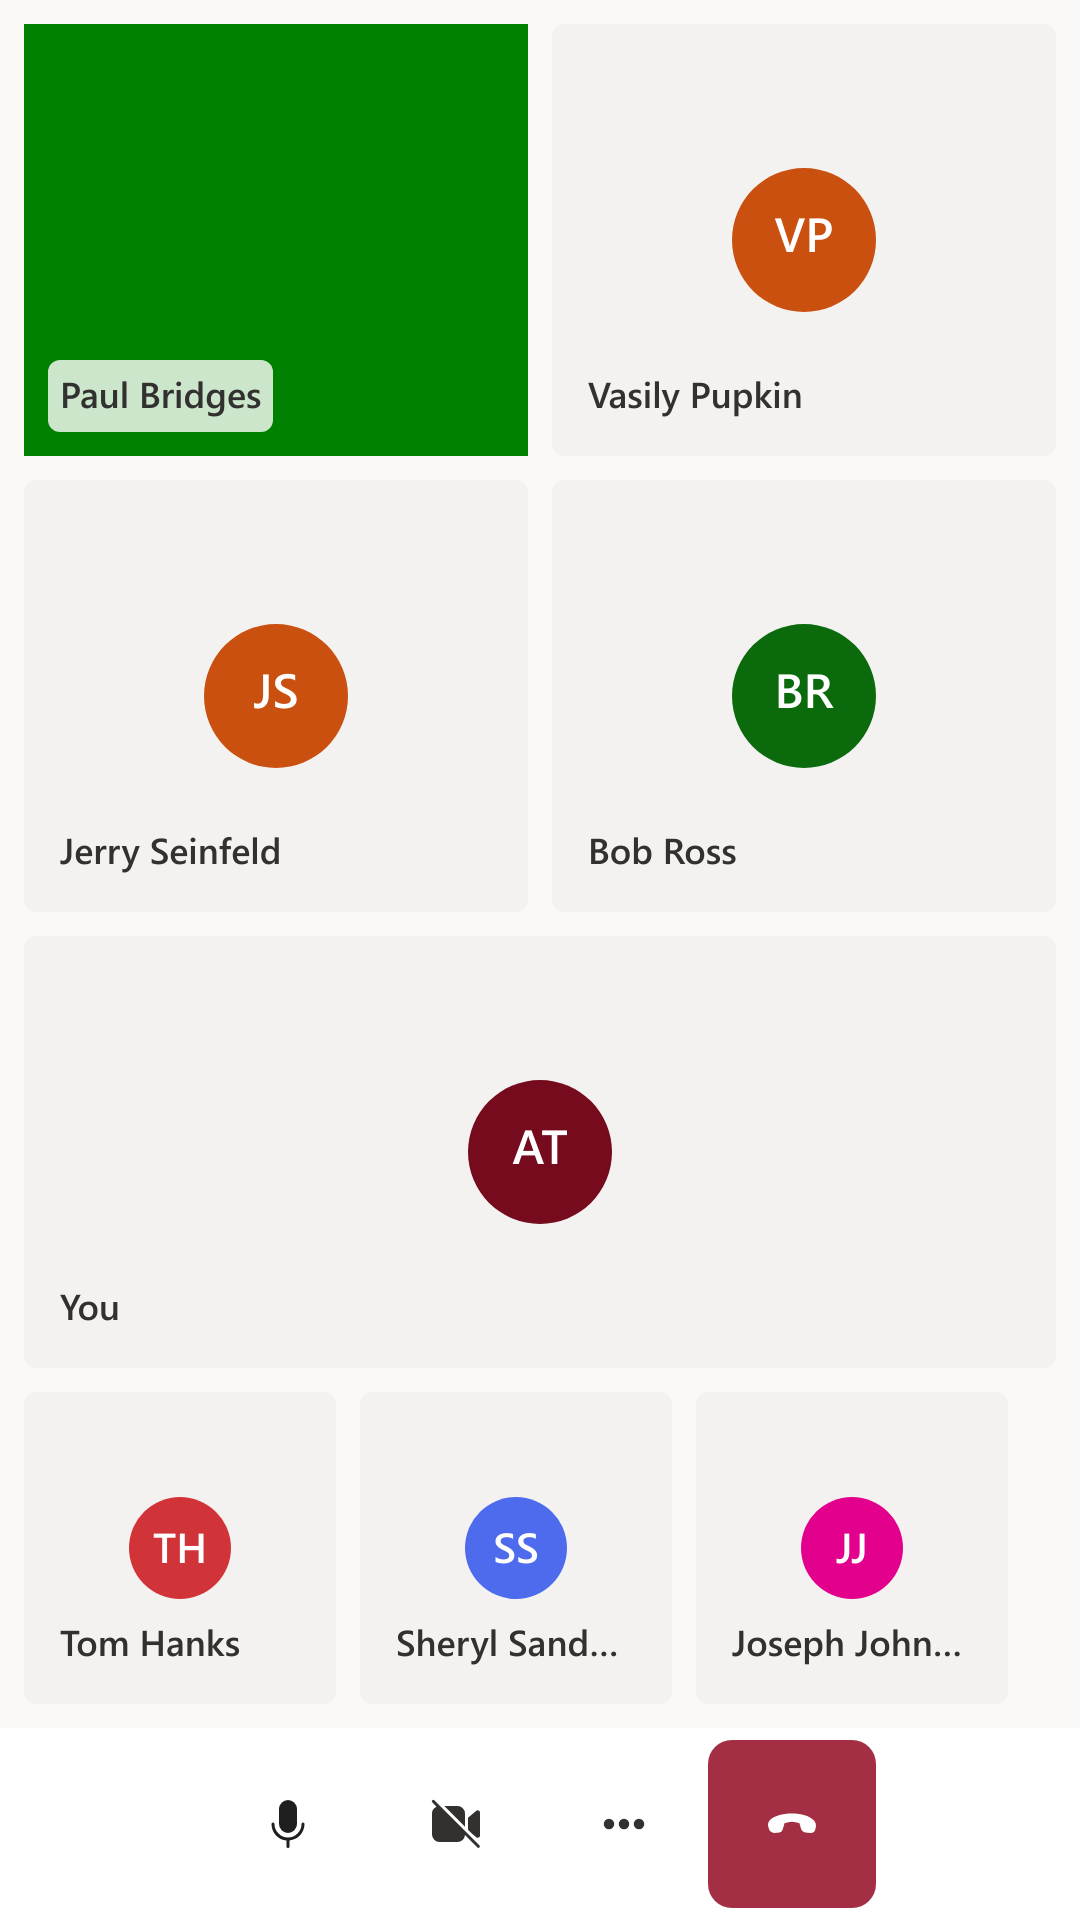 Paul Bridges
VP
Vasily Pupkin
JS
Jerry Seinfeld
BR
Bob Ross
AT
You
TH
Tom Hanks
SS
Sheryl Sand...
JJ
Joseph John...